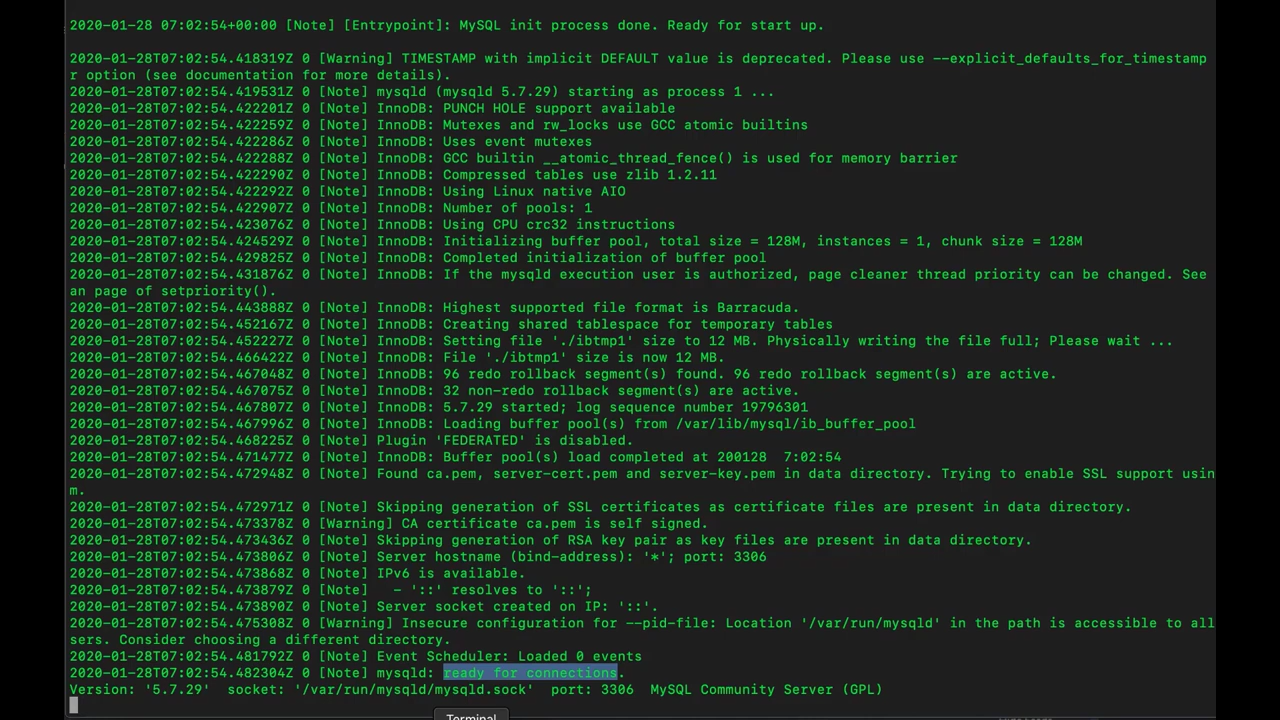 2020-01-28 07:02:54+00:00 [Note] [Entrypoint]: MySQL init process done. Ready for start up.
2020-01-28T07:02:54.418319Z 0 [Warning] TIMESTAMP with implicit DEFAULT value is deprecated. Please use --explicit_defaults_for_timestamp
r option (see documentation for more details).
2020-01-28T07:02:54.419531Z 0 [Note] mysqld (mysqld 5.7.29) starting as process 1 ...
2020-01-28T07:02:54.422201Z 0 [Note] InnoDB: PUNCH HOLE support available
2020-01-28T07:02:54.422259Z 0 [Note] InnoDB: Mutexes and rw_locks use GCC atomic builtins
2020-01-28T07:02:54.422286Z 0 [Note] InnoDB: Uses event mutexes
2020-01-28T07:02:54.422288Z 0 [Note] InnoDB: GCC builtin __atomic_thread_fence() is used for memory barrier
2020-01-28T07:02:54.422290Z 0 [Note] InnoDB: Compressed tables use zlib 1.2.11
2020-01-28T07:02:54.422292Z 0 [Note] InnoDB: Using Linux native AIO
2020-01-28T07:02:54.422907Z 0 [Note] InnoDB: Number of pools: 1
2020-01-28T07:02:54.423076Z 0 [Note] InnoDB: Using CPU crc32 instructions
2020-01-28T07:02:54.424529Z 0 [Note] InnoDB: Initializing buffer pool, total size = 128M, instances = 1, chunk size = 128M
2020-01-28T07:02:54.429825Z 0 [Note] InnoDB: Completed initialization of buffer pool
2020-01-28T07:02:54.431876Z 0 [Note] InnoDB: If the mysqld execution user is authorized, page cleaner thread priority can be changed. See
an page of setpriority().
2020-01-28T07:02:54.443888Z 0 [Note] InnoDB: Highest supported file format is Barracuda.
2020-01-28T07:02:54.452167Z 0 [Note] InnoDB: Creating shared tablespace for temporary tables
2020-01-28T07:02:54.452227Z 0 [Note] InnoDB: Setting file './ibtmp1' size to 12 MB. Physically writing the file full; Please wait ...
2020-01-28T07:02:54.466422Z 0 [Note] InnoDB: File './ibtmp1' size is now 12 MB.
2020-01-28T07:02:54.467048Z 0 [Note] InnoDB: 96 redo rollback segment(s) found. 96 redo rollback segment(s) are active.
2020-01-28T07:02:54.467075Z 0 [Note] InnoDB: 32 non-redo rollback segment(s) are active.
2020-01-28T07:02:54.467807Z 0 [Note] InnoDB: 5.7.29 started; log sequence number 19796301
2020-01-28T07:02:54.467996Z 0 [Note] InnoDB: Loading buffer pool(s) from /var/lib/mysql/ib_buffer_pool
2020-01-28T07:02:54.468225Z 0 [Note] Plugin 'FEDERATED' is disabled.
2020-01-28T07:02:54.471477Z 0 [Note] InnoDB: Buffer pool(s) load completed at 200128  7:02:54
2020-01-28T07:02:54.472948Z 0 [Note] Found ca.pem, server-cert.pem and server-key.pem in data directory. Trying to enable SSL support usin
m.
2020-01-28T07:02:54.472971Z 0 [Note] Skipping generation of SSL certificates as certificate files are present in data directory.
2020-01-28T07:02:54.473378Z 0 [Warning] CA certificate ca.pem is self signed.
2020-01-28T07:02:54.473436Z 0 [Note] Skipping generation of RSA key pair as key files are present in data directory.
2020-01-28T07:02:54.473806Z 0 [Note] Server hostname (bind-address): '*'; port: 3306
2020-01-28T07:02:54.473868Z 0 [Note] IPv6 is available.
2020-01-28T07:02:54.473879Z 0 [Note]   - '::' resolves to '::';
2020-01-28T07:02:54.473890Z 0 [Note] Server socket created on IP: '::'.
2020-01-28T07:02:54.475308Z 0 [Warning] Insecure configuration for --pid-file: Location '/var/run/mysqld' in the path is accessible to all
sers. Consider choosing a different directory.
2020-01-28T07:02:54.481792Z 0 [Note] Event Scheduler: Loaded 0 events
2020-01-28T07:02:54.482304Z 0 [Note] mysqld: ready for connections.
Version: '5.7.29'  socket: '/var/run/mysqld/mysqld.sock'  port: 3306  MySQL Community Server (GPL)
Terminal